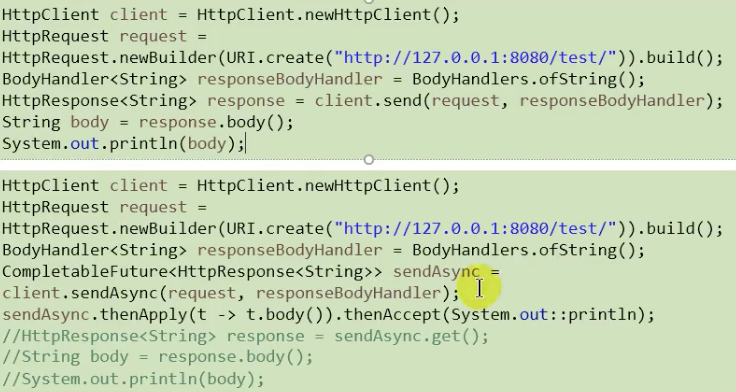 HttpClient client = HttpClient.newHttpClient();
HttpRequest request =
HttpRequest.newBuilder(URI.create("http://127.0.0.1:8080/test/")).build();
BodyHandler<String> responseBodyHandler = BodyHandlers.ofString();
HttpResponse<String> response = client.send(request, responseBodyHandler);
String body = response.body();
System.out.println(body);
HttpClient client = HttpClient.newHttpClient();
HttpRequest request =
HttpRequest.newBuilder(URI.create("http://127.0.0.1:8080/test/")).build();
BodyHandler<String> responseBodyHandler = BodyHandlers.ofString();
CompletableFuture<HttpResponse<String>> sendAsync =
client.sendAsync(request, responseBodyHandler);
sendAsync.thenApply(t -> t.body()).thenAccept(System.out::println);
//HttpResponse<String> response = sendAsync.get();
//String body = response.body();
//System.out.println(body);